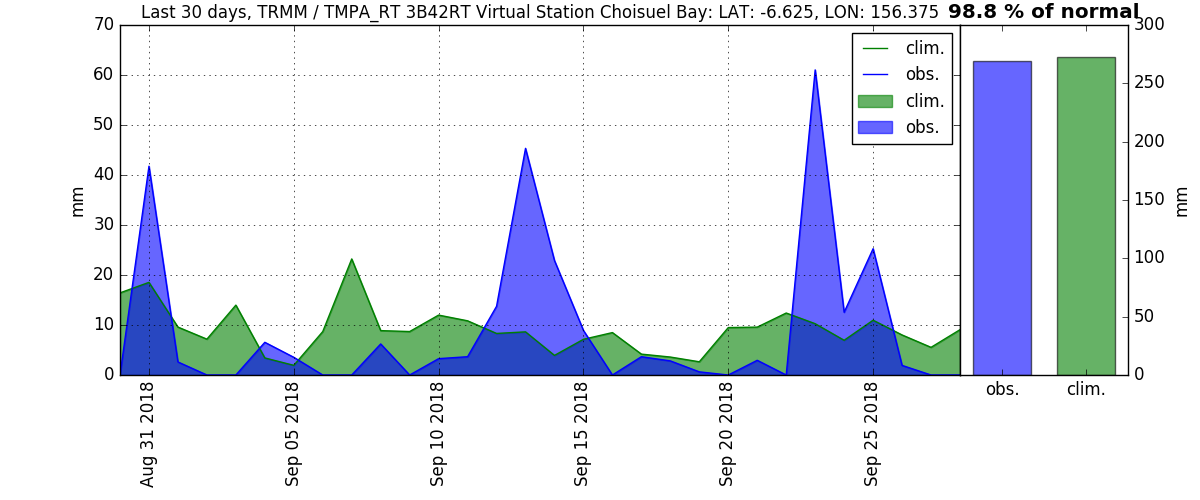 Last 30 days, TRMM / TMPA_RT 3B42RT Virtual Station Choisuel Bay: LAT: -6.625, LON: 156.375 98.8 % of normal
70
60
50
40
30
20
10
0
mm
clim.
obs.
clim.
obs.
Aug 31 2018
Sep 05 2018
Sep 10 2018
Sep 15 2018
Sep 20 2018
Sep 25 2018
300
250
200
150
100
50
0
mm
obs.
clim.